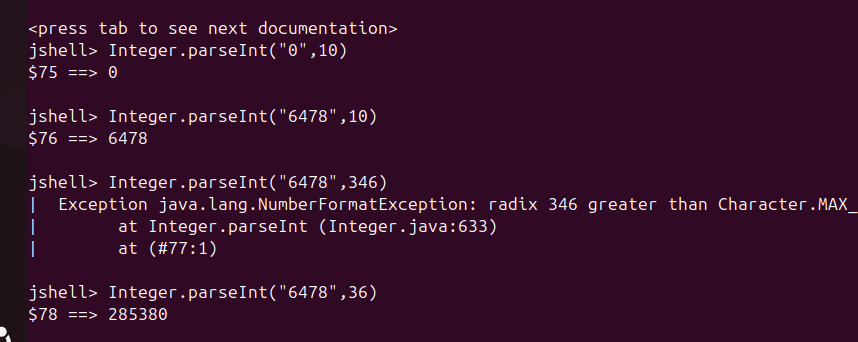 <press tab to see next documentation>
jshell> Integer.parseInt("0",10)
$75 ==> 0
jshell> Integer.parseInt("6478",10)
$76 ==> 6478
jshell> Integer.parseInt("6478",346)
|  Exception java.lang.NumberFormatException: radix 346 greater than Character.MAX_
|        at Integer.parseInt (Integer.java:633)
|        at (#77:1)
jshell> Integer.parseInt("6478",36)
$78 ==> 285380